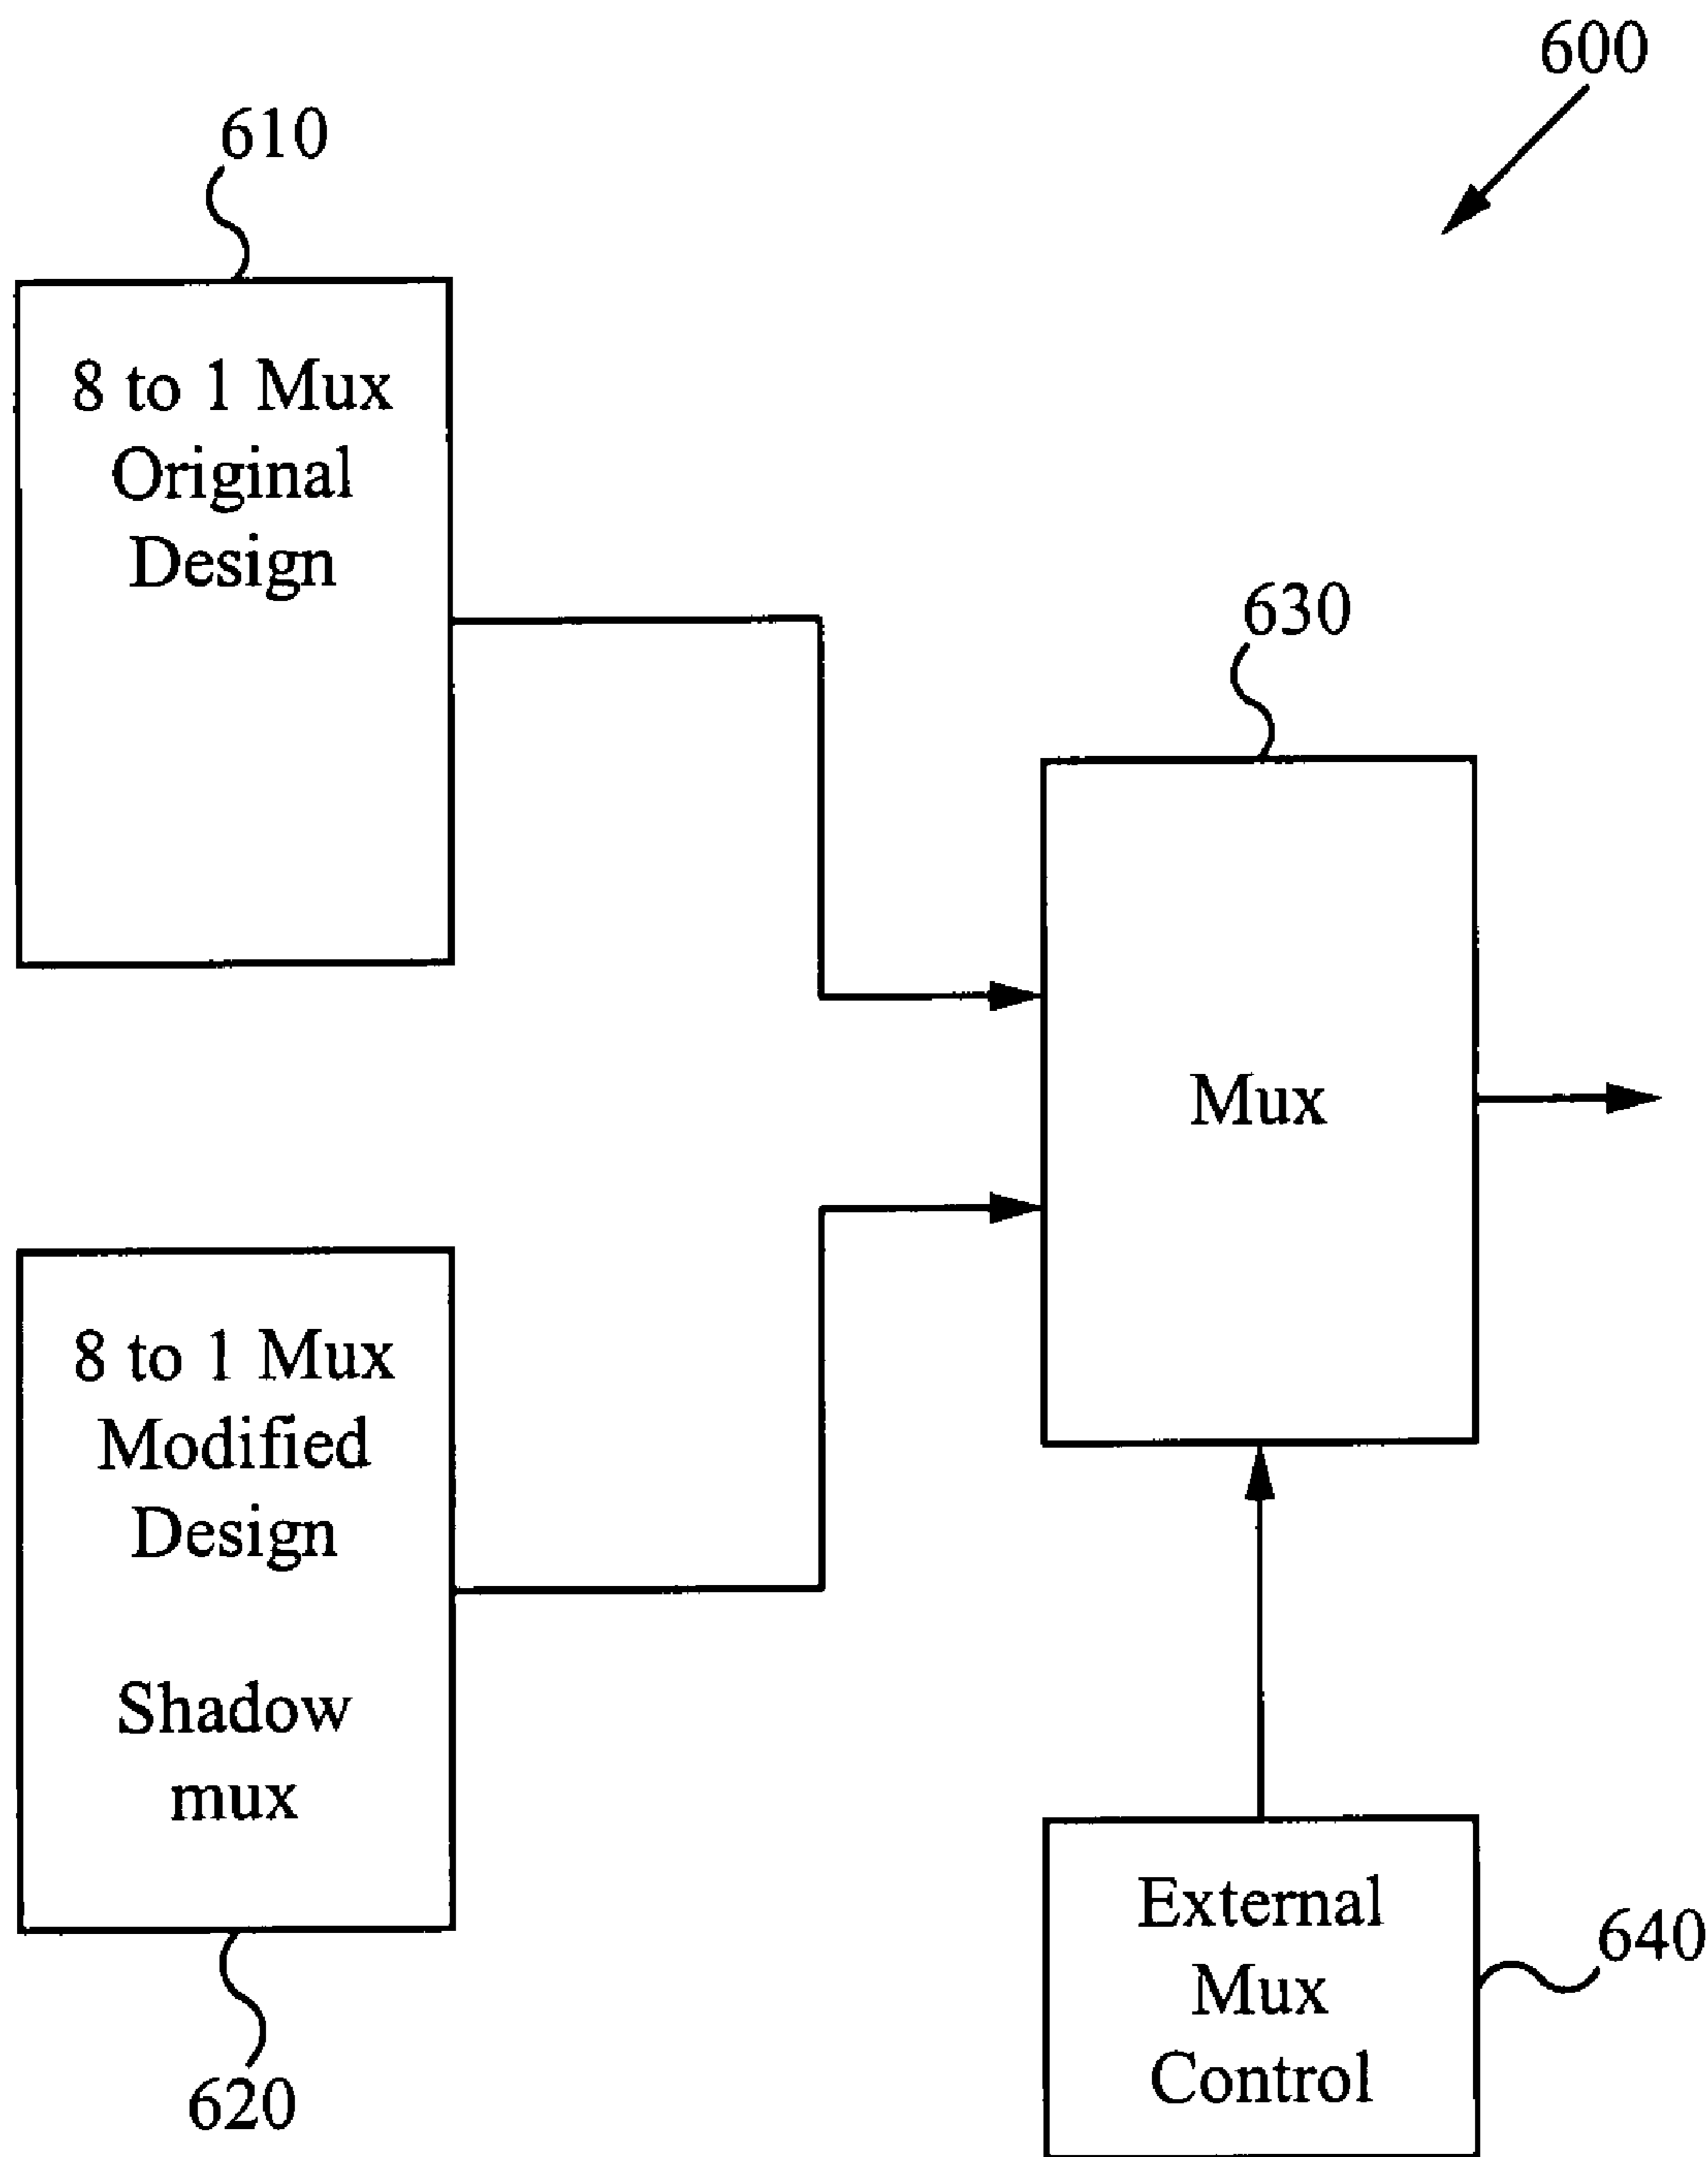 600
610
8 to 1 Mux
Original
Design
630
Mux
8 to 1 Mux
Modified
Design
Shadow
mux
620
External
Mux
Control
640